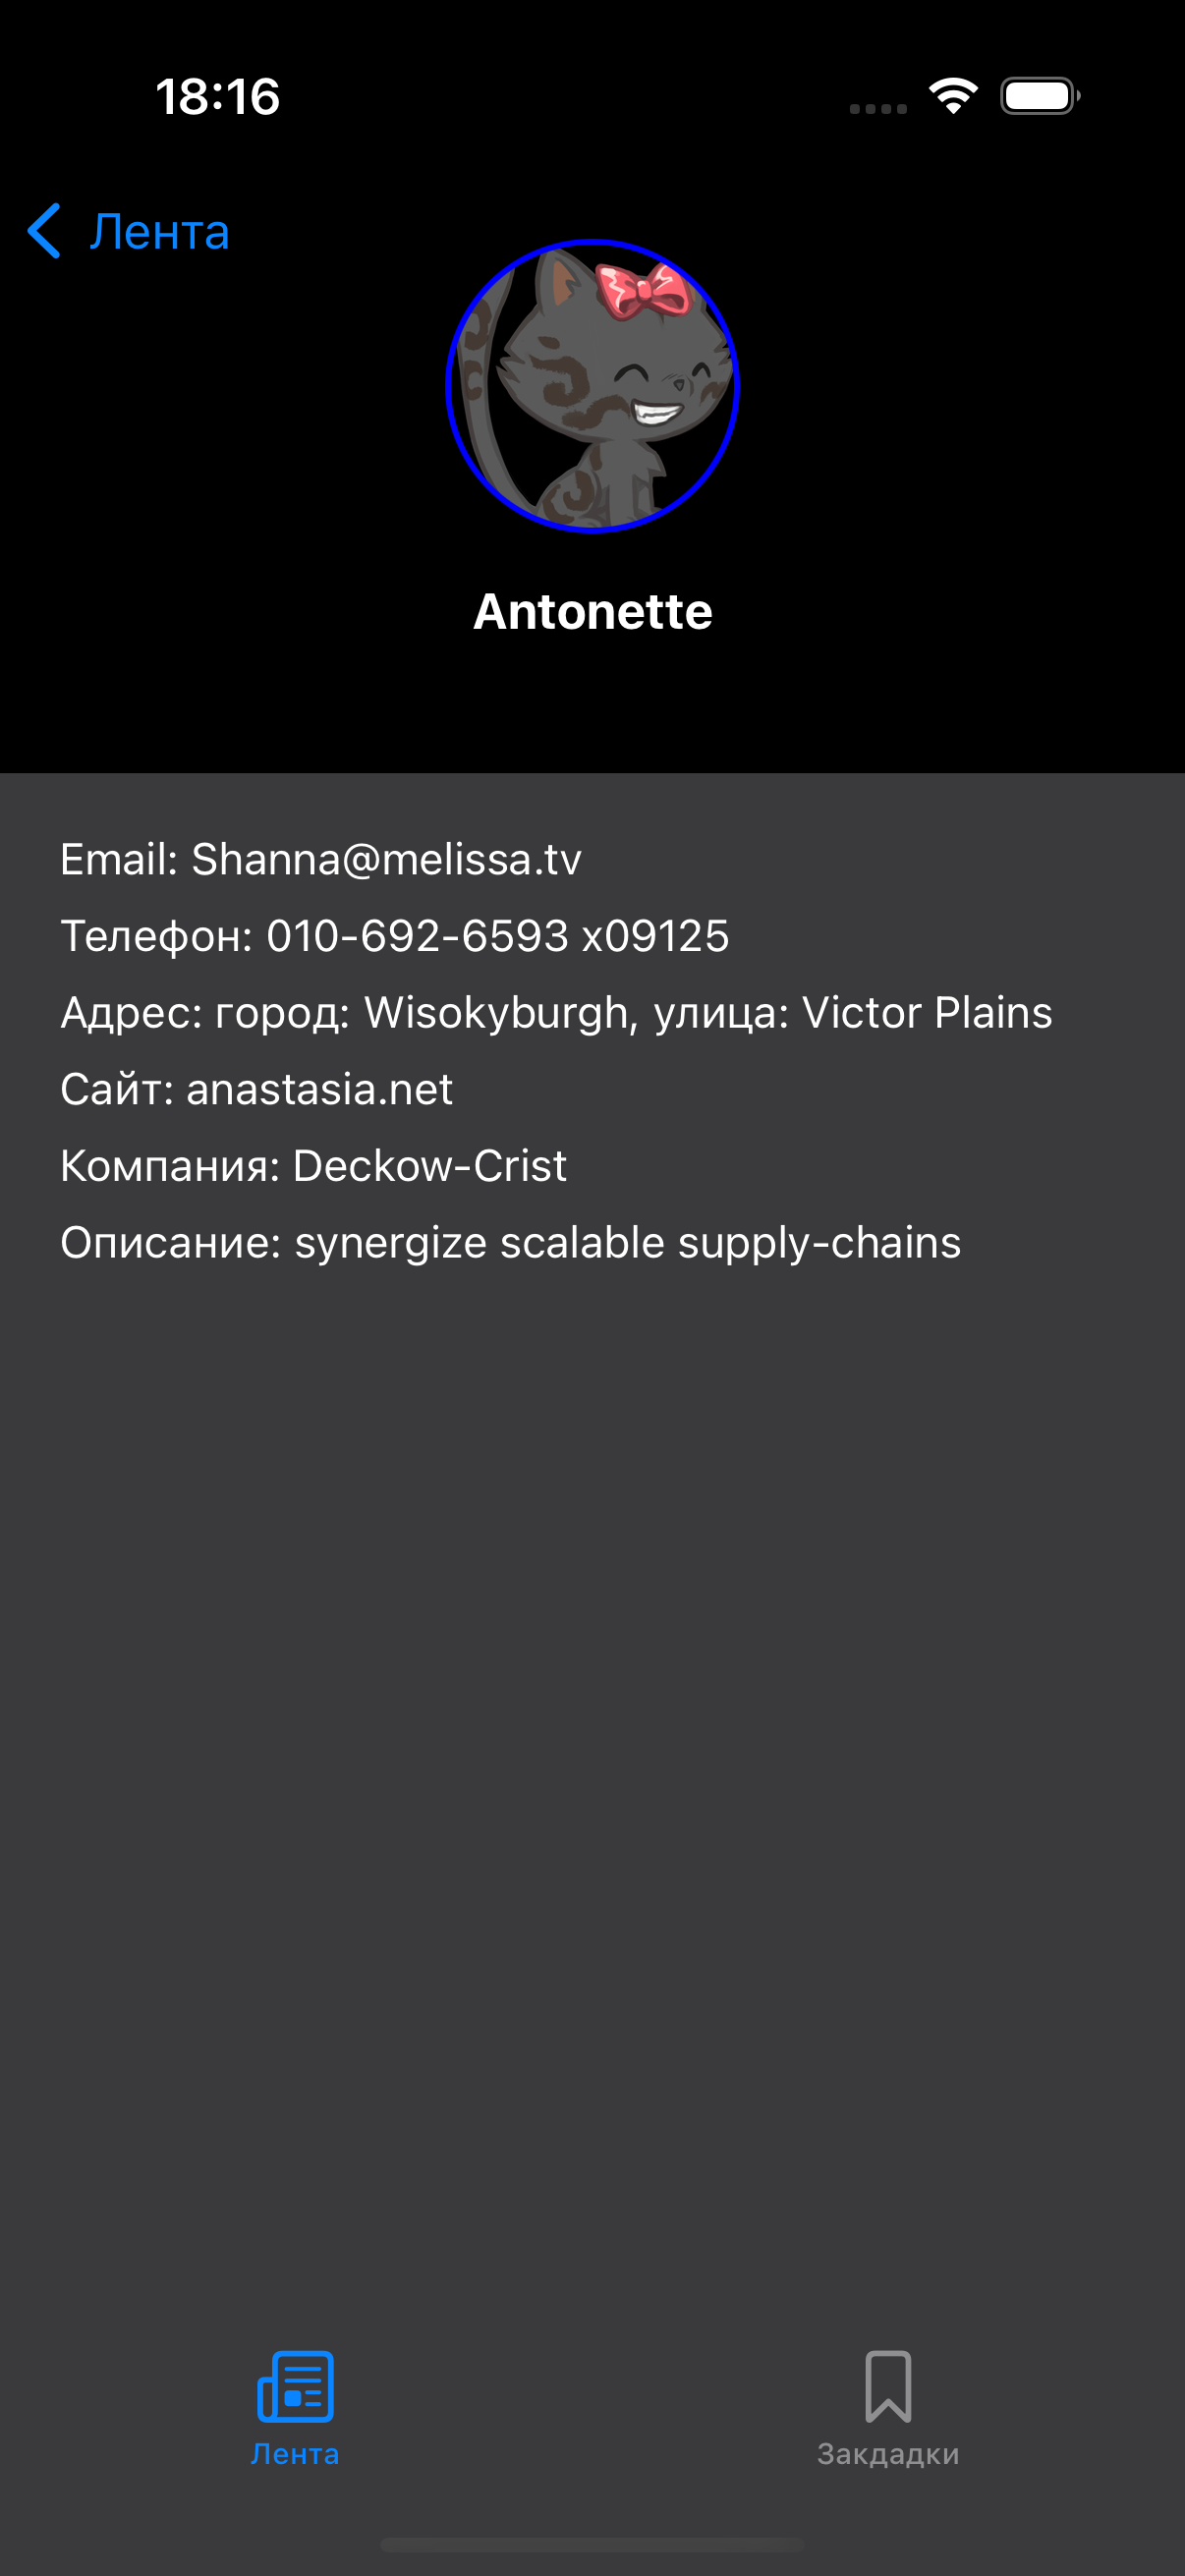 18:16
Лента
Antonette
Email: Shanna@melissa.tv
Телефон: 010-692-6593 x09125
Адрес: город: Wisokyburgh, улица: Victor Plains
Сайт: anastasia.net
Компания: Deckow-Crist
Описание: synergize scalable supply-chains
Лента
Закдадки